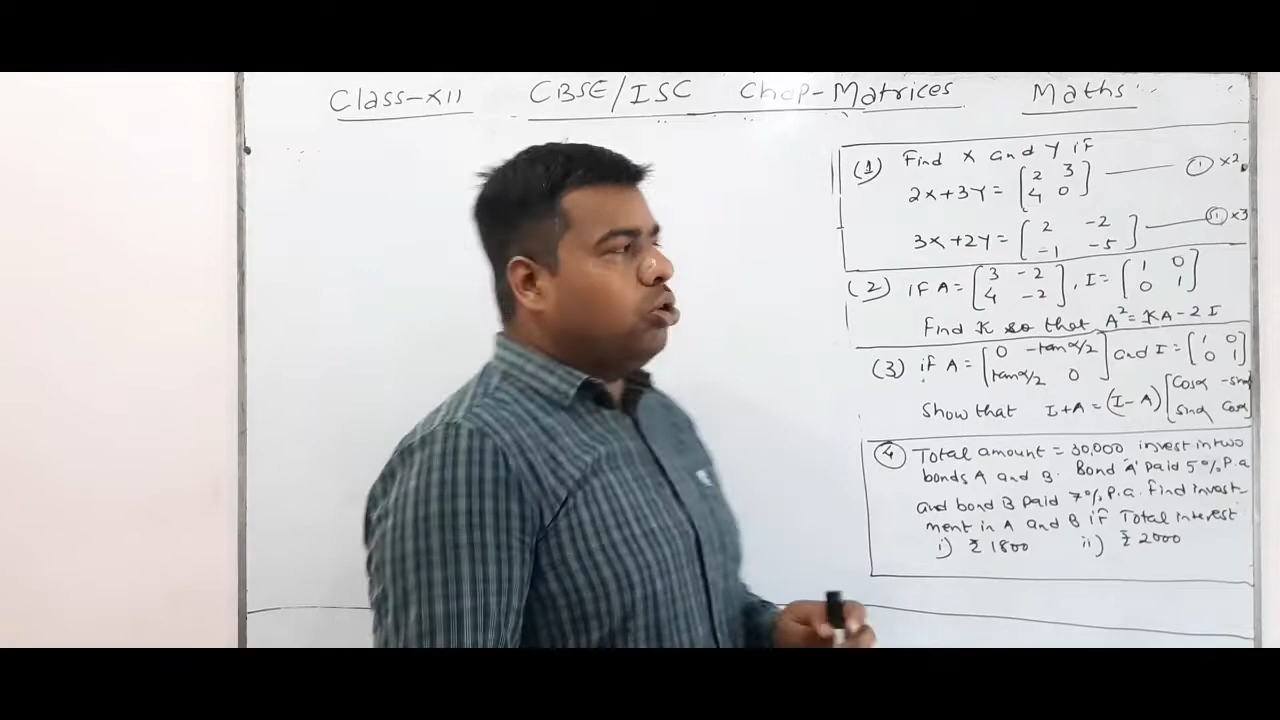 Class-XII CBSE/ISC Chap-Matrices Maths
(1) Find X and Y if
2X+3Y= [2 3
4 0] — (i) ×2
3X+2Y= [2 -2
-1 -5] — (ii) ×3
(2) if A= [3 -2
4 -2], I= [1 0
0 1]
Find K so that A²=KA-2I
(3) if A= [0 -tanα/2
tanα/2 0] and I= [1 0
0 1]
Show that I+A=(I-A) [cosα -sinα
sinα cosα]
(4) Total amount = 30,000 invest in two
bonds A and B. Bond 'A' Paid 5% P.a
and bond B paid 7% P.a. Find invest-
ment in A and B if Total interest
i) ₹1800 ii) ₹2000